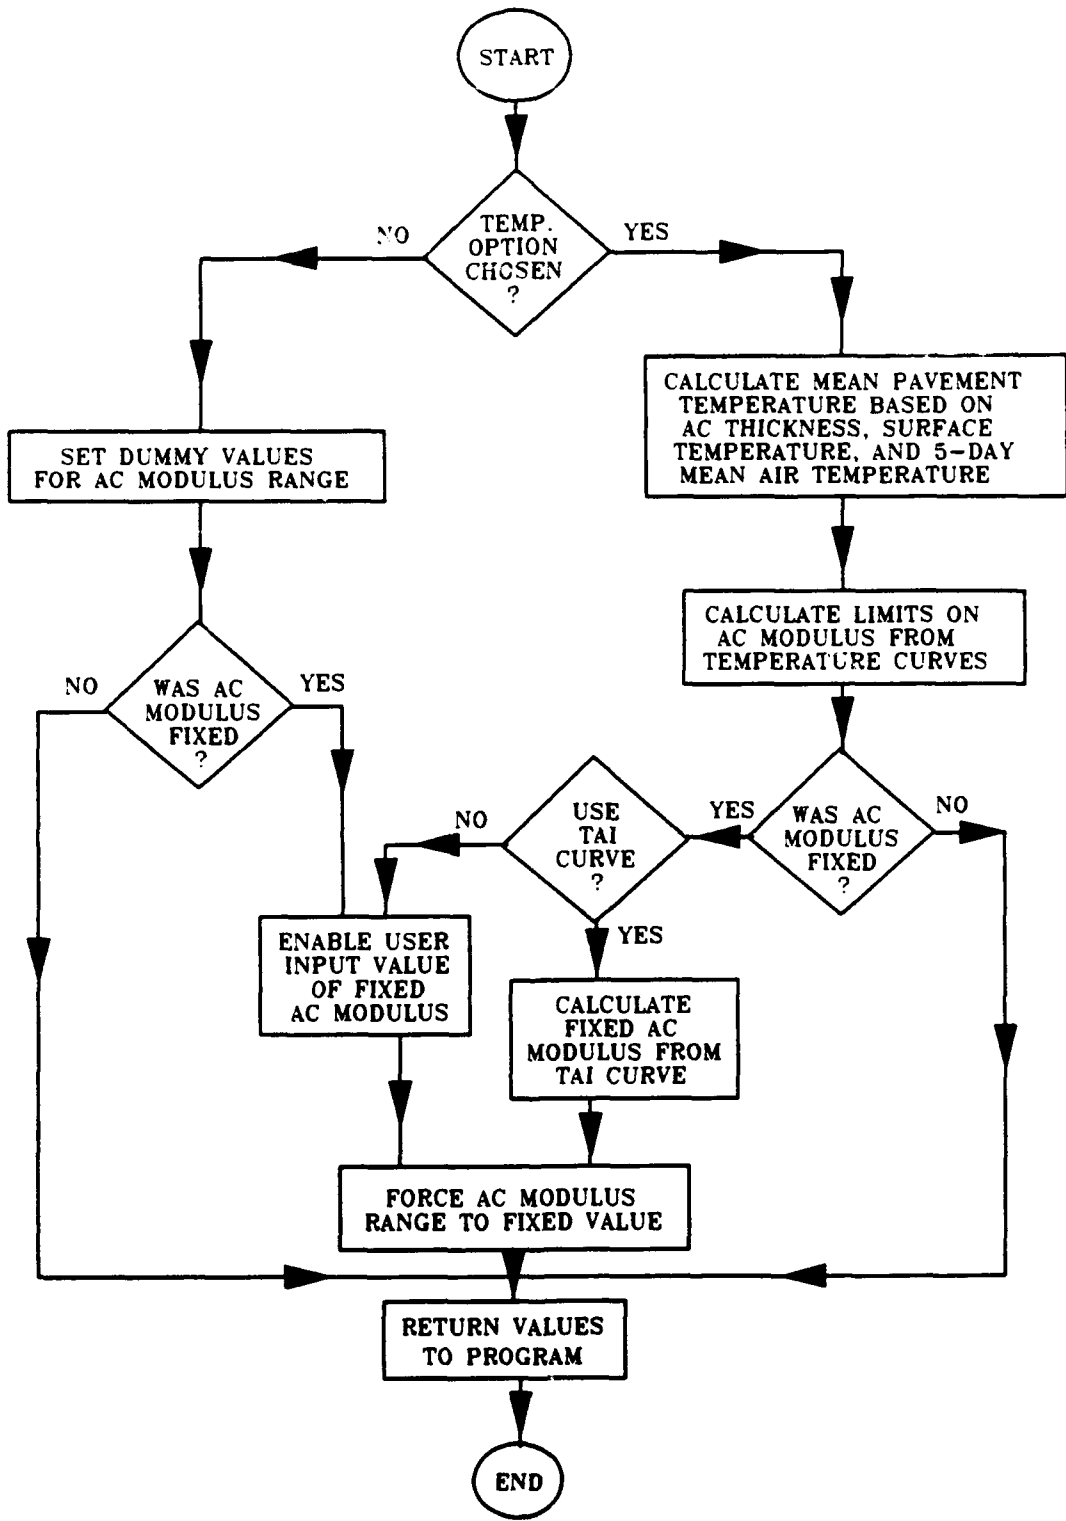 START
TEMP.
OPTION
CHOSEN
?
NO
YES
CALCULATE MEAN PAVEMENT
TEMPERATURE BASED ON
AC THICKNESS, SURFACE
TEMPERATURE, AND 5-DAY
MEAN AIR TEMPERATURE
SET DUMMY VALUES
FOR AC MODULUS RANGE
CALCULATE LIMITS ON
AC MODULUS FROM
TEMPERATURE CURVES
NO
WAS AC
MODULUS
FIXED
?
YES
NO
USE
TAI
CURVE
?
YES
WAS AC
MODULUS
FIXED
?
NO
YES
ENABLE USER
INPUT VALUE
OF FIXED
AC MODULUS
CALCULATE
FIXED AC
MODULUS FROM
TAI CURVE
FORCE AC MODULUS
RANGE TO FIXED VALUE
RETURN VALUES
TO PROGRAM
END